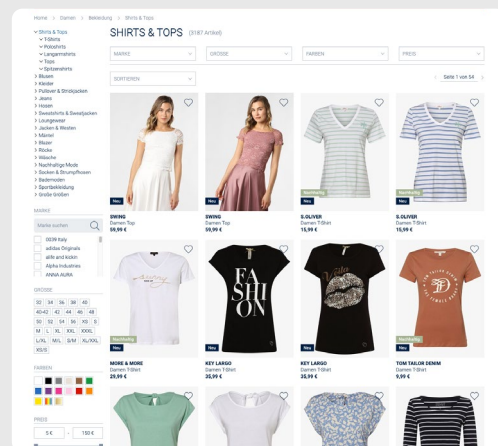 Home > Damen > Bekleidung > Shirts & Tops
Shirts & Tops
T-Shirts
Poloshirts
Langarmshirts
Tops
Spitzenshirts
Blusen
Kleider
Pullover & Strickjacken
Jeans
Hosen
Sweatshirts & Sweatjacken
Loungewear
Jacken & Westen
Mäntel
Blazer
Röcke
Wäsche
Nachhaltige Mode
Socken & Strumpfhosen
Bademoden
Sportbekleidung
Große Größen
MARKE
Marke suchen
0039 Italy
adidas Originals
alife and kickin
Alpha Industries
ANNA AURA
GRÖSSE
32 34 36 38 40
40-42 42 44 46 48
50 52 54 56 XS S
M L XL XXL XXXL
L/XL M/L S/M XL/XXL
XS/S
FARBEN
PREIS
5 € - 150 €
SHIRTS & TOPS (3187 Artikel)
MARKE GRÖSSE FARBEN PREIS
SORTIEREN
Seite 1 von 54
Neu
SWING
Damen Top
59,99 €
Neu
SWING
Damen Top
59,99 €
Nachhaltig
Neu
S.OLIVER
Damen T-Shirt
15,99 €
Nachhaltig
Neu
S.OLIVER
Damen T-Shirt
15,99 €
Nachhaltig
Neu
MORE & MORE
Damen T-Shirt
29,99 €
FA
SHI
ON
Neu
KEY LARGO
Damen T-Shirt
35,99 €
Neu
KEY LARGO
Damen T-Shirt
35,99 €
Nachhaltig
Neu
TOM TAILOR DENIM
Damen T-Shirt
9,99 €